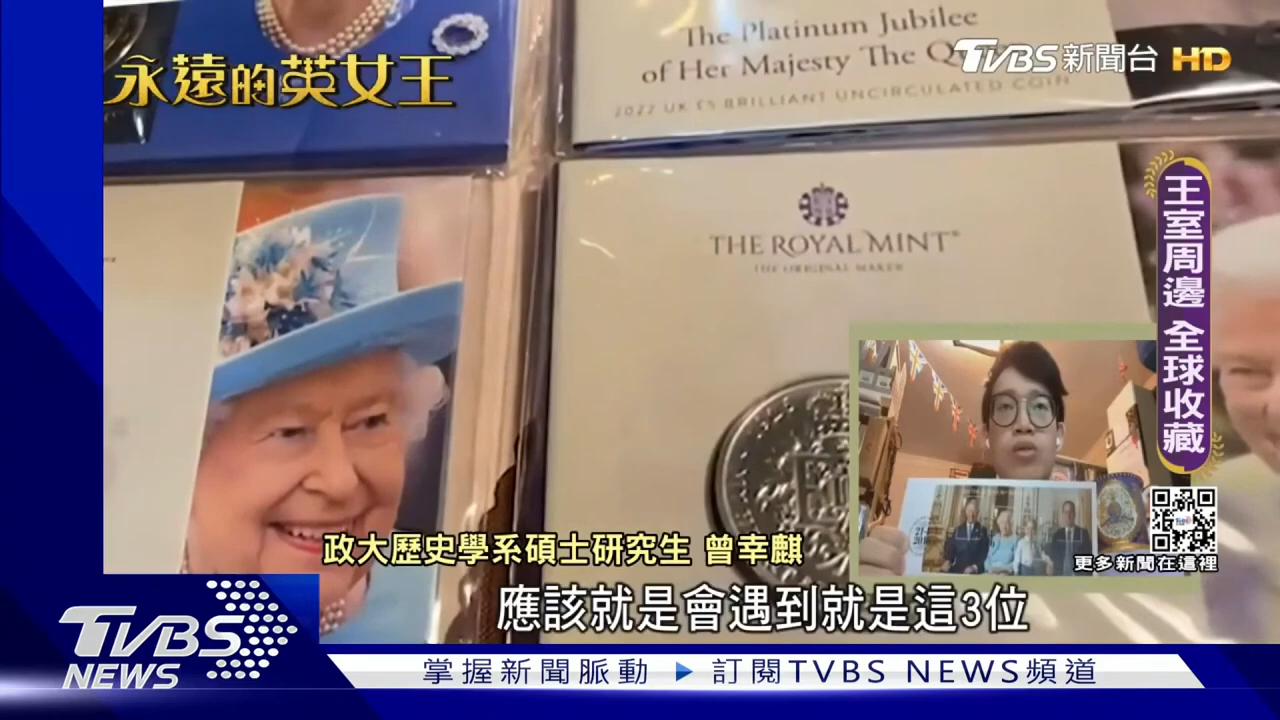 永遠的英女王
The Platinum Jubilee
of Her Majesty The Qu
2022 UK £5 BRILLIANT UNCIRCULATED COIN
TVBS新聞台 HD
王室周邊 全球收藏
THE ROYAL MINT®
THE ORIGINAL MAKER
更多新聞在這裡
政大歷史學系碩士研究生 曾幸麒
應該就是會遇到就是這3位
TVBS
NEWS
掌握新聞脈動 ▶ 訂閱TVBS NEWS頻道